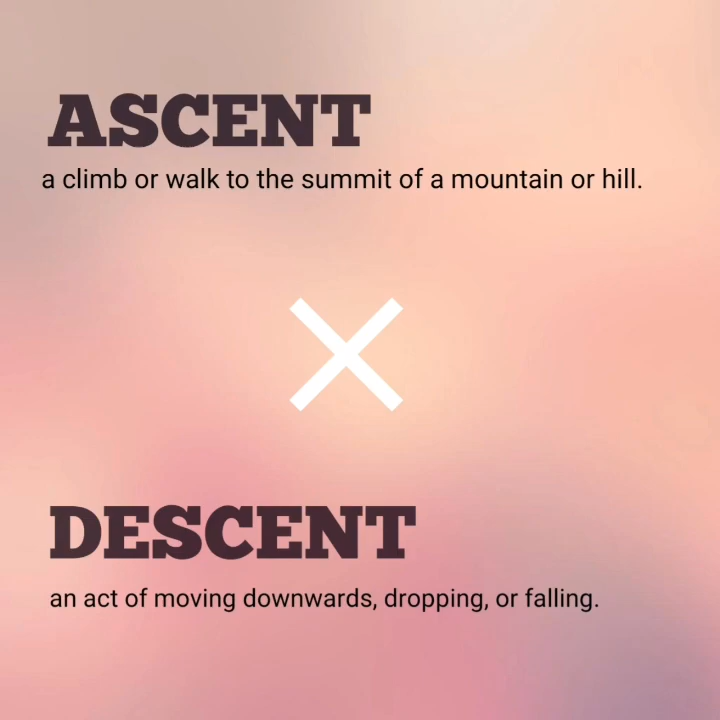 ASCENT
a climb or walk to the summit of a mountain or hill.
DESCENT
an act of moving downwards, dropping, or falling.